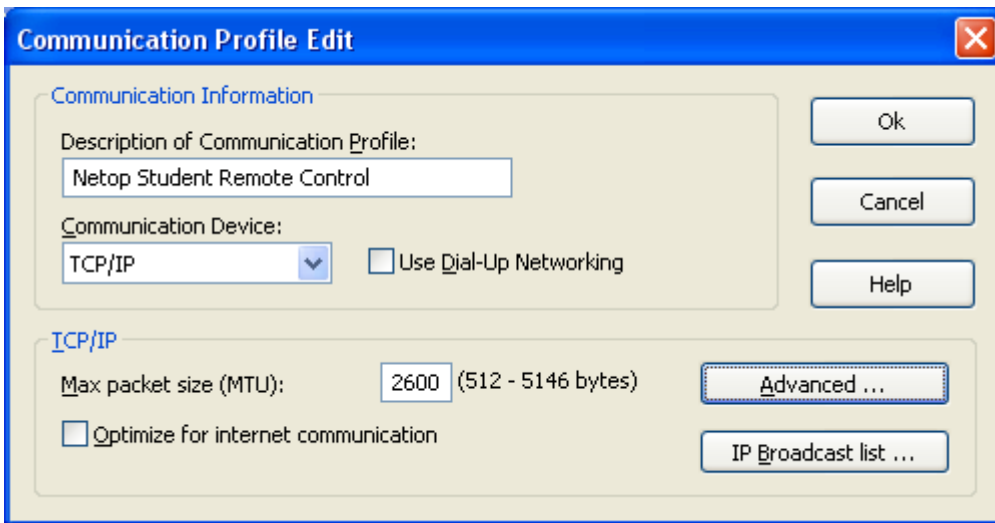 Communication Profile Edit
Communication Information
Description of Communication Profile:
Netop Student Remote Control
Communication Device:
TCP/IP
Use Dial-Up Networking
Ok
Cancel
Help
TCP/IP
Max packet size (MTU): 2600 (512 - 5146 bytes)
Optimize for internet communication
Advanced ...
IP Broadcast list ...